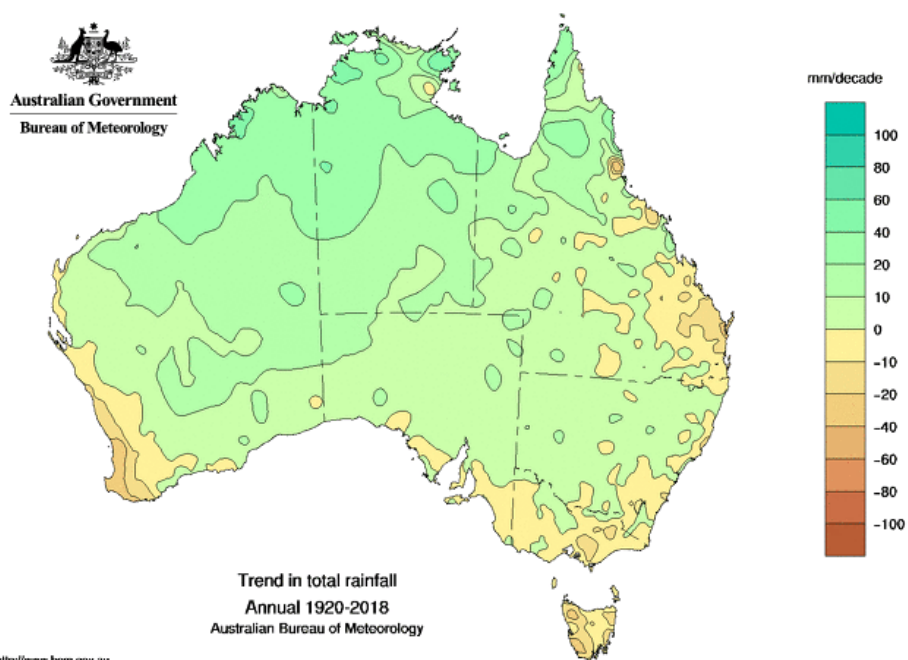 Australian Government
Bureau of Meteorology
mm/decade
100
80
60
40
20
10
0
-10
-20
-40
-60
-80
-100
Trend in total rainfall
Annual 1920-2018
Australian Bureau of Meteorology